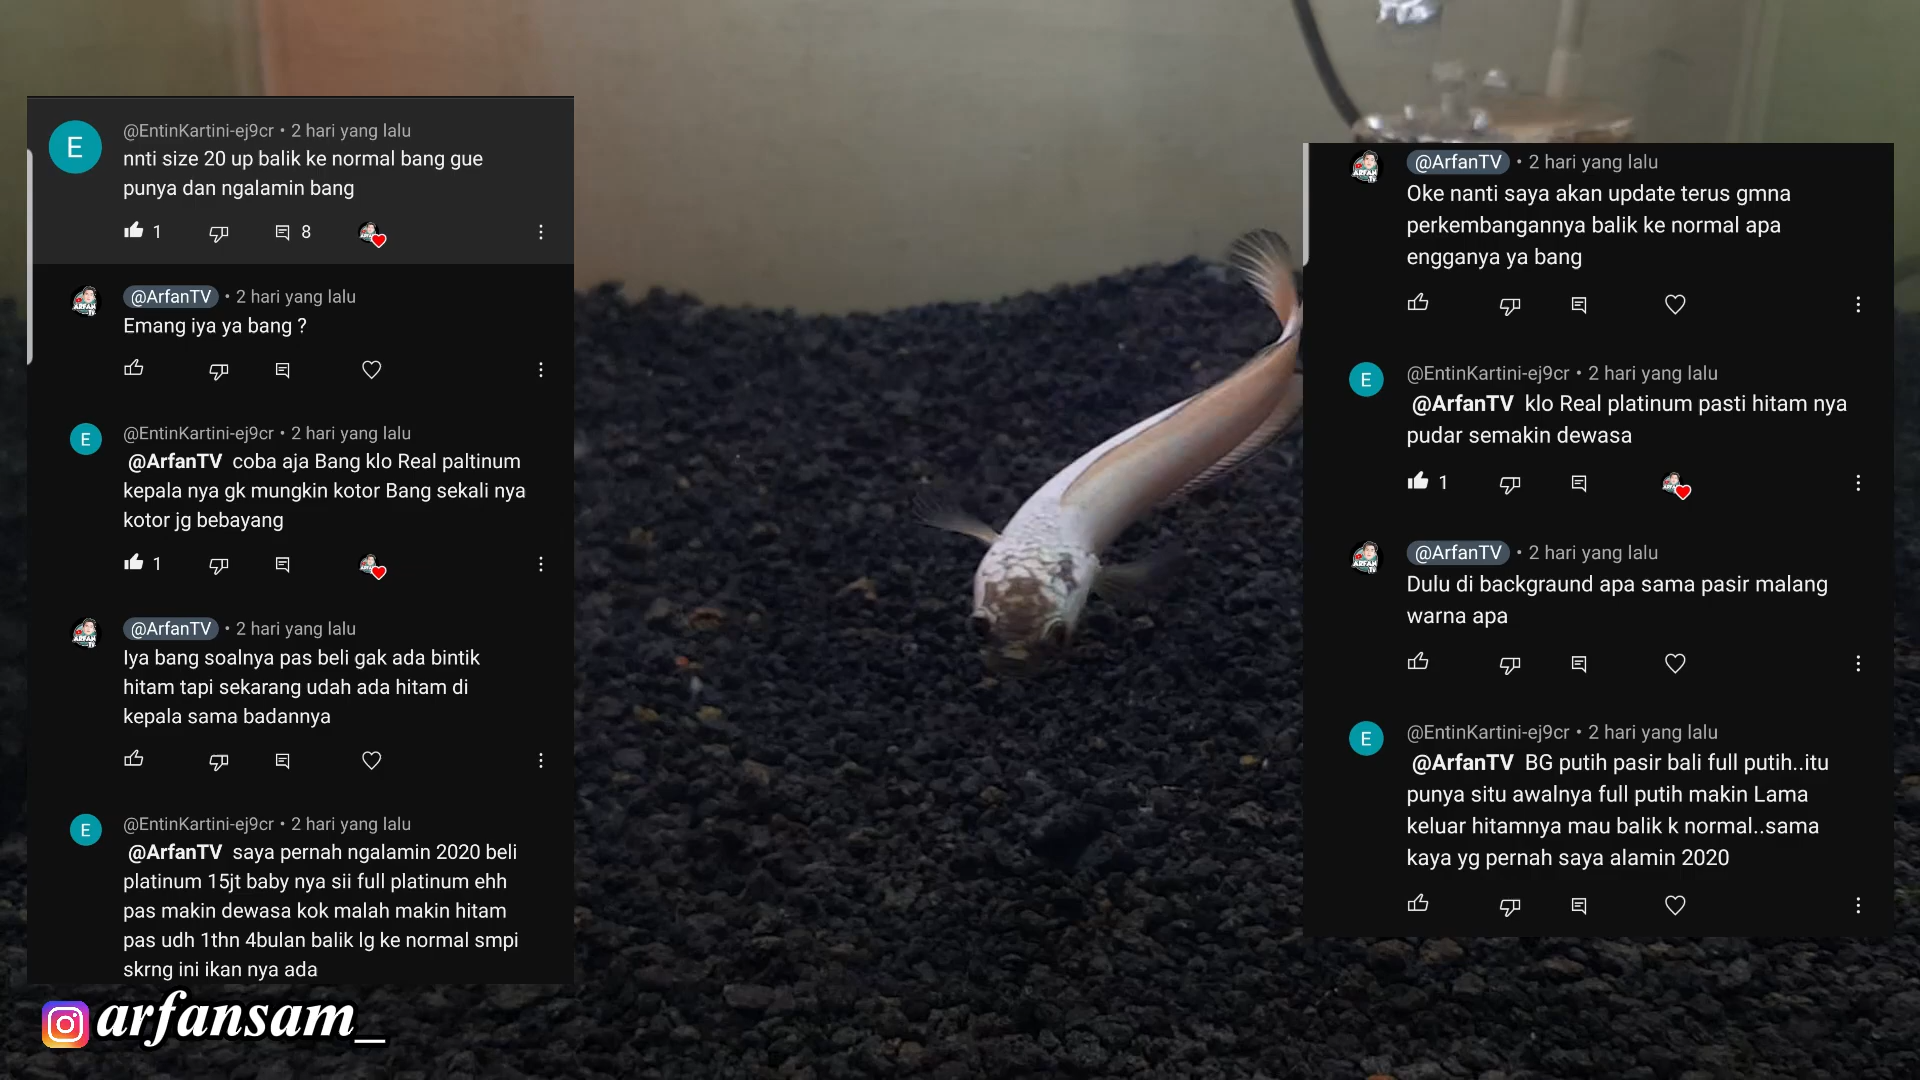 E
@EntinKartini-ej9cr • 2 hari yang lalu
nnti size 20 up balik ke normal bang gue
punya dan ngalamin bang
1
8
@ArfanTV • 2 hari yang lalu
Emang iya ya bang ?
E
@EntinKartini-ej9cr • 2 hari yang lalu
@ArfanTV coba aja Bang klo Real paltinum
kepala nya gk mungkin kotor Bang sekali nya
kotor jg bebayang
1
@ArfanTV • 2 hari yang lalu
Iya bang soalnya pas beli gak ada bintik
hitam tapi sekarang udah ada hitam di
kepala sama badannya
E
@EntinKartini-ej9cr • 2 hari yang lalu
@ArfanTV saya pernah ngalamin 2020 beli
platinum 15jt baby nya sii full platinum ehh
pas makin dewasa kok malah makin hitam
pas udh 1thn 4bulan balik lg ke normal smpi
skrng ini ikan nya ada
arfansam_
@ArfanTV • 2 hari yang lalu
Oke nanti saya akan update terus gmna
perkembangannya balik ke normal apa
engganya ya bang
E
@EntinKartini-ej9cr • 2 hari yang lalu
@ArfanTV klo Real platinum pasti hitam nya
pudar semakin dewasa
1
@ArfanTV • 2 hari yang lalu
Dulu di backgraund apa sama pasir malang
warna apa
E
@EntinKartini-ej9cr • 2 hari yang lalu
@ArfanTV BG putih pasir bali full putih..itu
punya situ awalnya full putih makin Lama
keluar hitamnya mau balik k normal..sama
kaya yg pernah saya alamin 2020